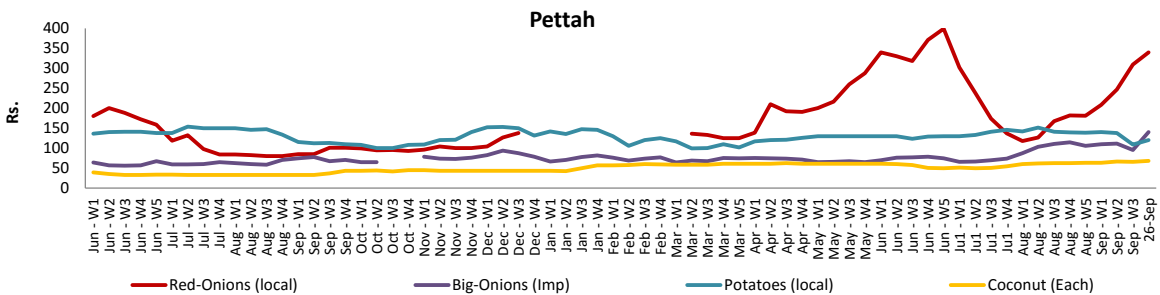 Pettah
Rs.
400
350
300
250
200
150
100
50
0
Jun - W1
Jun - W2
Jun - W3
Jun - W4
Jun - W5
Jul - W1
Jul - W2
Jul - W3
Jul - W4
Aug - W1
Aug - W2
Aug - W3
Aug - W4
Sep - W1
Sep - W2
Sep - W3
Sep - W4
Oct - W1
Oct - W2
Oct - W3
Oct - W4
Nov - W1
Nov - W2
Nov - W3
Nov - W4
Dec - W1
Dec - W2
Dec - W3
Dec - W4
Jan - W1
Jan - W2
Jan - W3
Jan - W4
Feb - W1
Feb - W2
Feb - W3
Feb - W4
Mar - W1
Mar - W2
Mar - W3
Mar - W4
Mar - W5
Apr - W1
Apr - W2
Apr - W3
Apr - W4
May - W1
May - W2
May - W3
May - W4
Jun - W1
Jun - W2
Jun - W3
Jun - W4
Jun - W5
Ju1 - W1
Ju1 - W2
Ju1 - W3
Ju1 - W4
Aug - W1
Aug - W2
Aug - W3
Aug - W4
Aug - W5
Sep - W1
Sep - W2
Sep - W3
26-Sep
Red-Onions (local)
Big-Onions (Imp)
Potatoes (local)
Coconut (Each)